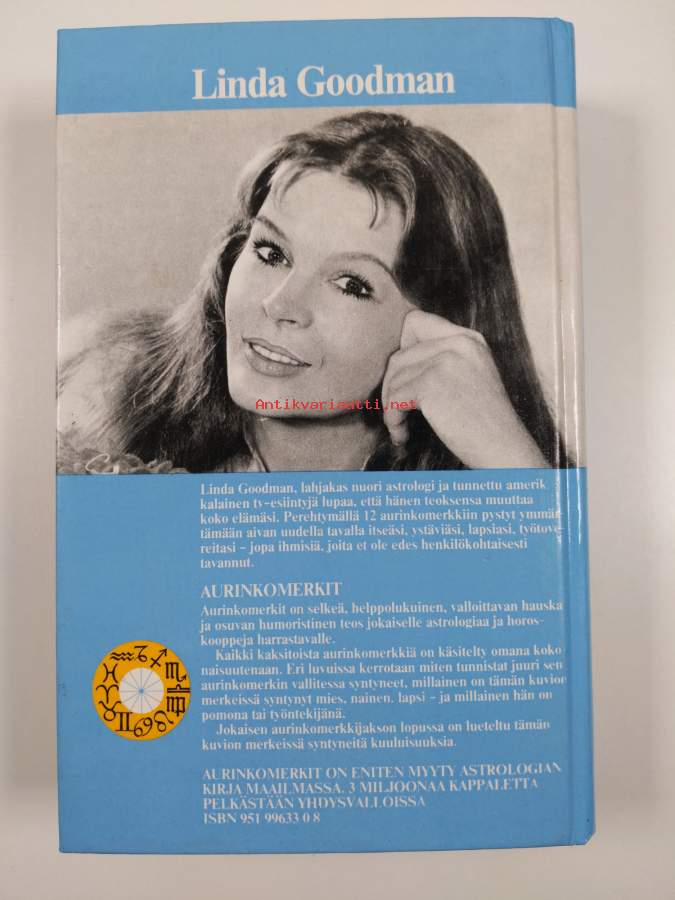 Linda Goodman
Antikvariaatti.net
Linda Goodman, lahjakas nuori astrologi ja tunnettu amerik
kalainen tv-esiintyjä lupaa, että hänen teoksensa muuttaa
koko elämäsi. Perehtymällä 12 aurinkomerkkiin pystyt ymmär-
tämään aivan uudella tavalla itseäsi, ystäviäsi, lapsiasi, työtove-
reitasi - jopa ihmisiä, joita et ole edes henkilökohtaisesti
tavannut.
AURINKOMERKIT
Aurinkomerkit on selkeä, helppolukuinen, valloittavan hauska
ja osuvan humoristinen teos jokaiselle astrologiaa ja horos-
kooppeja harrastavalle.
Kaikki kaksitoista aurinkomerkkiä on käsitelty omana koko
naisuutenaan. Eri luvuissa kerrotaan miten tunnistat juuri sen
aurinkomerkin vallitessa syntyneet, millainen on tämän kuvion
merkeissä syntynyt mies, nainen, lapsi - ja millainen hän on
pomona tai työntekijänä.
Jokaisen aurinkomerkkijakson lopussa on lueteltu tämän
kuvion merkeissä syntyneitä kuuluisuuksia.
AURINKOMERKIT ON ENITEN MYYTY ASTROLOGIAN
KIRJA MAAILMASSA. 3 MILJOONAA KAPPALETTA
PELKÄSTÄÄN YHDYSVALLOISSA
ISBN 951 99633 0 8